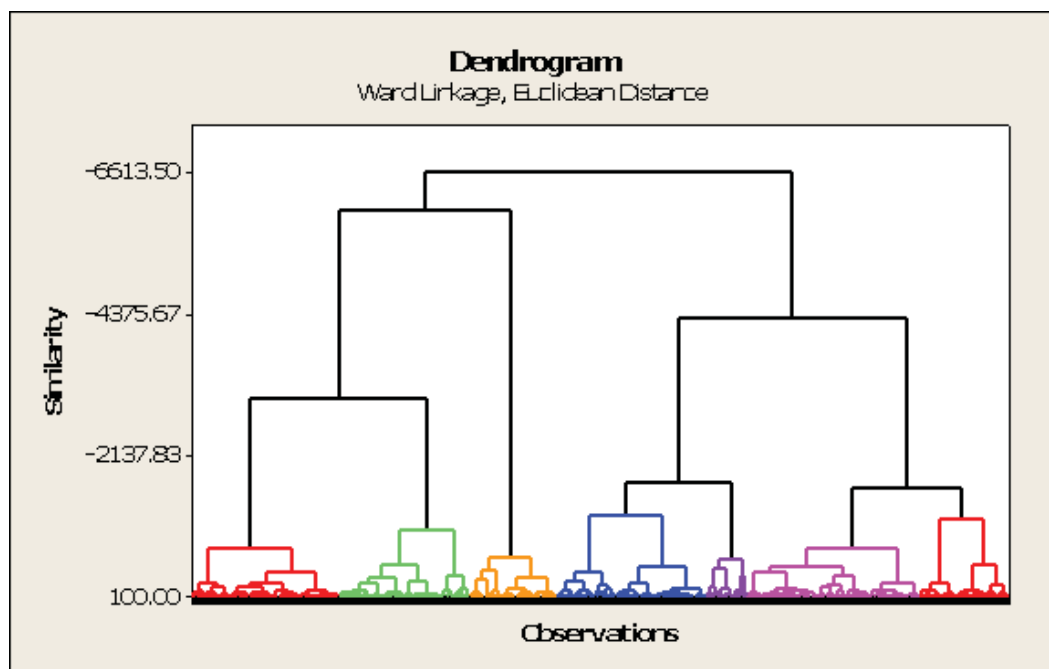 Dendrogram
Ward Linkage, Euclidean Distance
-6613.50
-4375.67
-2137.83
100.00
Similarity
Observations